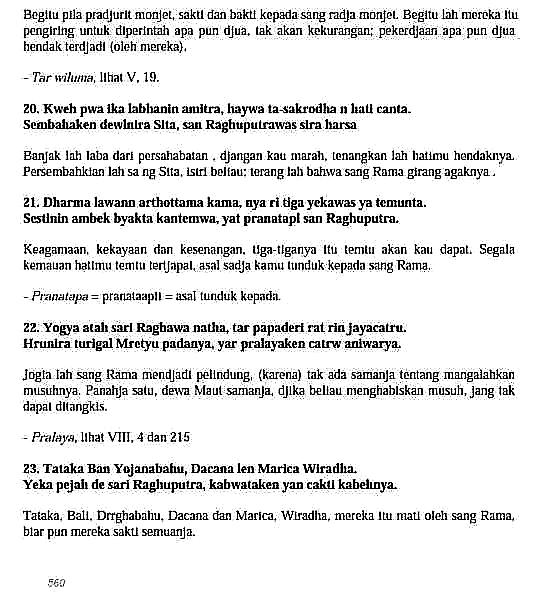 Begitu pila pradjurit monjet, sakti dan bakti kepada sang radja monjet. Begitu lah mereka itu
pengiring untuk diperintah apa pun djua, tak akan kekurangan; pekerdjaan apa pun djua
hendak terdjadi (oleh mereka).
- Tar wiluma, lihat V, 19.
20. Kweh pwa ika labhanin amitra, haywa ta-sakrodha n hati canta.
Sembahaken dewinira Sita, san Raghuputrawas sira harsa
Banjak lah laba dari persahabatan , djangan kau marah, tenangkan lah hatimu hendaknya.
Persembahkian lah sa ng Sita, istri beliau; terang lah bahwa sang Rama girang agaknya .
21. Dharma lawann arthottama kama, nya ri tiga yekawas ya temunta.
Sestinin ambek byakta kantemwa, yat pranatapi san Raghuputra.
Keagamaan, kekayaan dan kesenangan, tiga-tiganya itu temtu akan kau dapat. Segala
kemauan hatimu temtu terijapat, asal sadja kamu tunduk kepada sang Rama.
- Pranatapa = pranataapii = asal tunduk kepada.
22. Yogya atah sari Raghawa natha, tar papaderi rat rin jayacatru.
Hrunira turigal Mretyu padanya, yar pralayaken catrw aniwarya.
Jogia lah sang Rama mendjadi pelindung, (karena) tak ada samanja tentang mangalahkan
musuhnya. Panahja satu, dewa Maut samanja, djika beliau menghabiskan musuh, jang tak
dapat ditangkis.
- Pralaya, lihat VIII, 4 dan 215
23. Tataka Ban Yojanabahu, Dacana len Marica Wiradha.
Yeka pejah de sari Raghuputra, kabwataken yan cakti kabehnya.
Tataka, Bali, Drrghabahu, Dacana dan Marica, Wiradha, mereka itu mati oleh sang Rama,
biar pun mereka sakti semuanja.
560